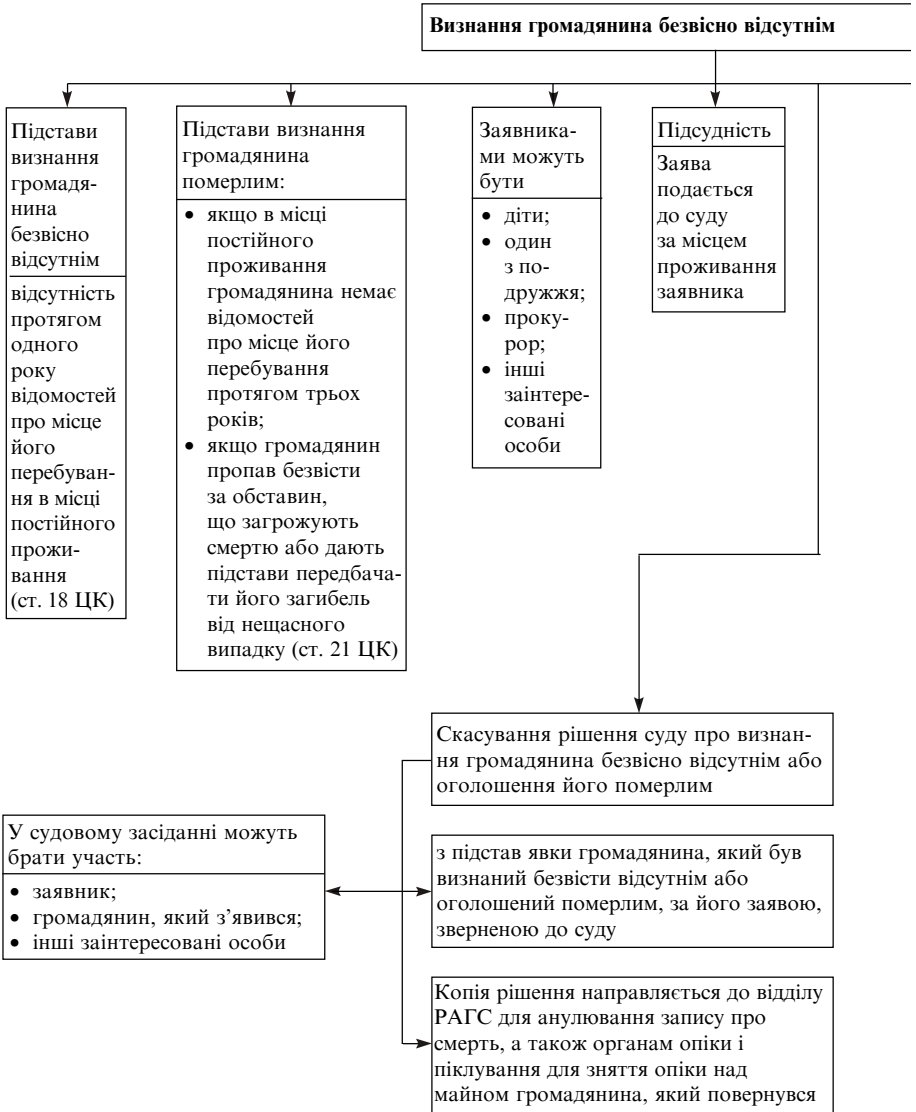 Визнання громадянина безвісно відсутнім
Підстави
визнання
громадя-
нина
безвісно
відсутнім
відсутність
протягом
одного
року
відомостей
про місце
його
перебуван-
ня в місці
постійного
прожи-
вання
(ст. 18 ЦК)
Підстави визнання
громадянина
померлим:
• якщо в місці
постійного
проживання
громадянина немає
відомостей
про місце його
перебування
протягом трьох
років;
• якщо громадянин
пропав безвісти
за обставин,
що загрожують
смертю або дають
підстави передбача-
ти його загибель
від нещасного
випадку (ст. 21 ЦК)
Заявника-
ми можуть
бути
• діти;
• один
з по-
дружжя;
• проку-
рор;
• інші
заінтере-
совані
особи
Підсудність
Заява
подається
до суду
за місцем
проживання
заявника
Скасування рішення суду про визнан-
ня громадянина безвісно відсутнім або
оголошення його померлим
У судовому засіданні можуть
брати участь:
• заявник;
• громадянин, який з'явився;
• інші заінтересовані особи
з підстав явки громадянина, який був
визнаний безвісти відсутнім або
оголошений померлим, за його заявою,
зверненою до суду
Копія рішення направляється до відділу
РАГС для анулювання запису про
смерть, а також органам опіки і
піклування для зняття опіки над
майном громадянина, який повернувся